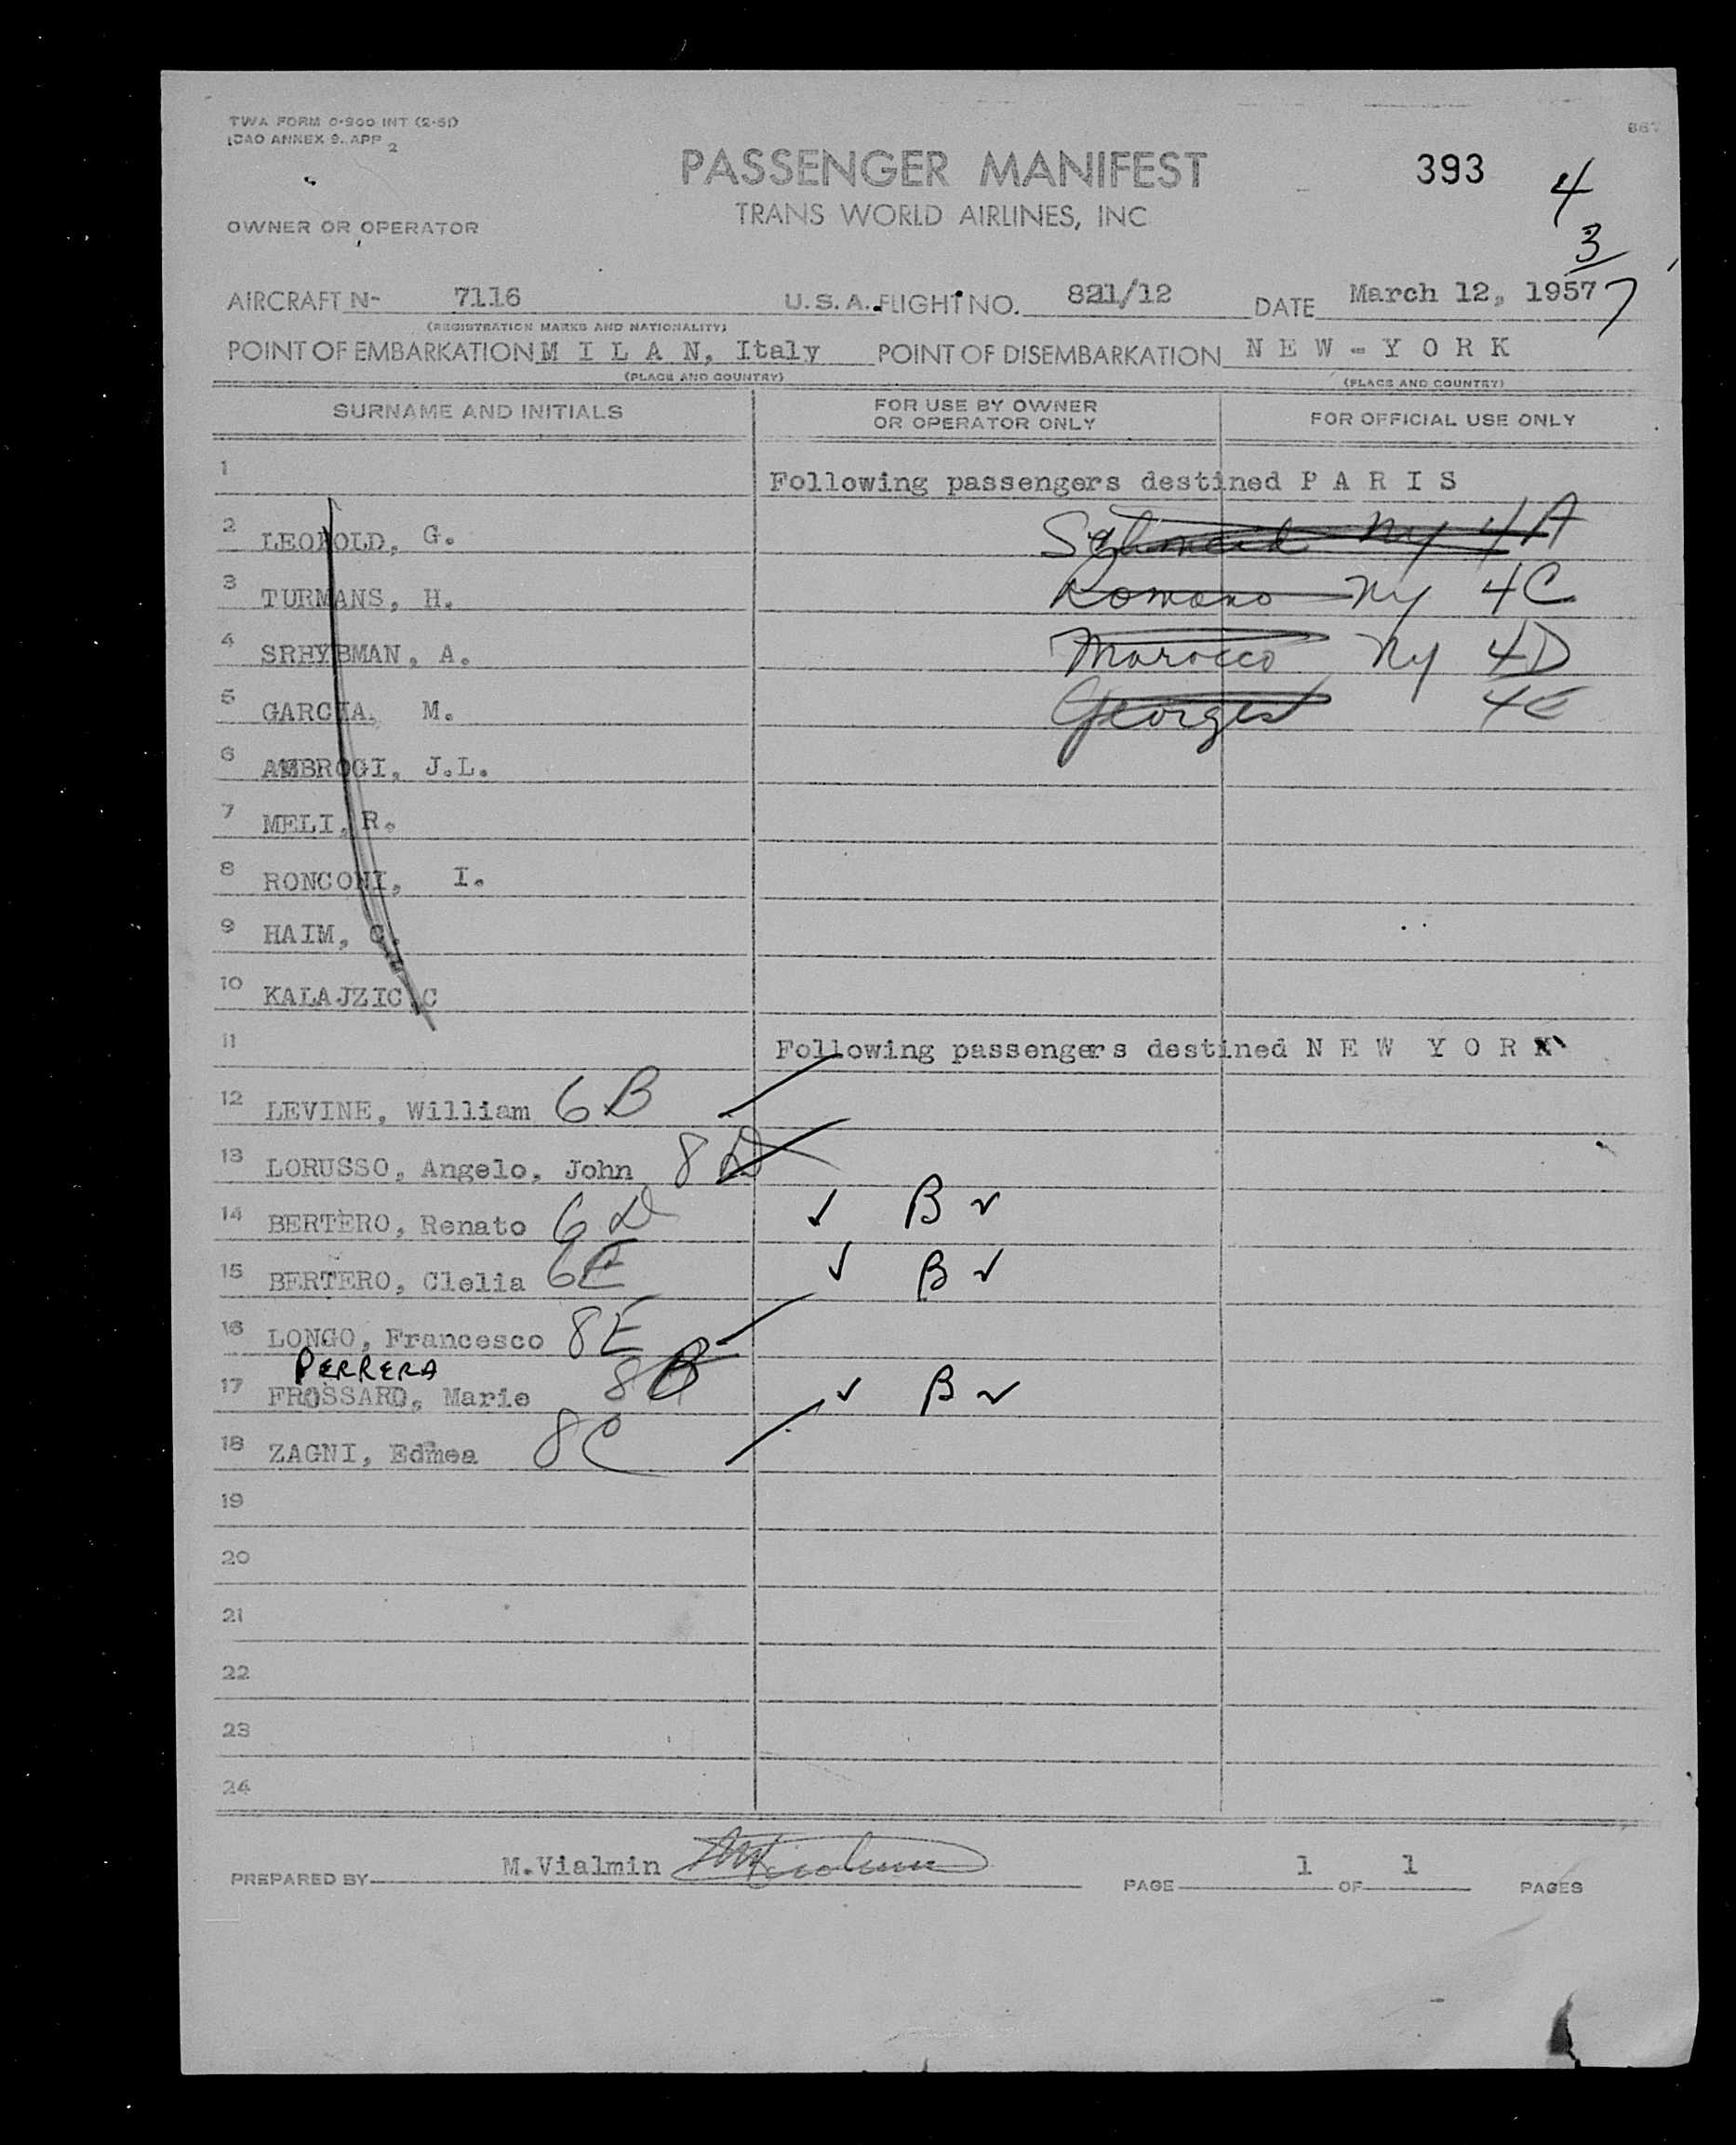 TWA FORM 0-900 INT (2-51)
ICAO ANNEX 9. APP 2
PASSENGER MANIFEST
393
4
TRANS WORLD AIRLINES, INC
3
7
OWNER OR OPERATOR
AIRCRAFT N- 7116 U.S.A. FLIGHT NO. 821/12 DATE March 12, 1957
(REGISTRATION MARKS AND NATIONALITY)
POINT OF EMBARKATION M I L A N, Italy POINT OF DISEMBARKATION N E W - Y O R K
(PLACE AND COUNTRY) (PLACE AND COUNTRY)
SURNAME AND INITIALS FOR USE BY OWNER OR OPERATOR ONLY FOR OFFICIAL USE ONLY
1 Following passengers destined P A R I S
2 LEOPOLD, G. Schmeid NY 4A
3 TURMANS, H. Romano NY 4C
4 SRHYBMAN, A. Marocco NY 4D
5 GARCHA, M. Georges 4E
6 AMBROGI, J.L.
7 MELI, R.
8 RONCONI, I.
9 HAIM, C.
10 KALAJZIC, C
11 Following passengers destined N E W Y O R K
12 LEVINE, William 6B
13 LORUSSO, Angelo, John 8D
14 BERTERO, Renato 6D ✓ B ✓
15 BERTERO, Clelia 6E ✓ B ✓
16 LONGO, Francesco 8E
PERRERA
17 FROSSARD, Marie 8B ✓ B ✓
18 ZAGNI, Edmea 8C
19
20
21
22
23
24
PREPARED BY M.Vialmin PAGE 1 OF 1 PAGES